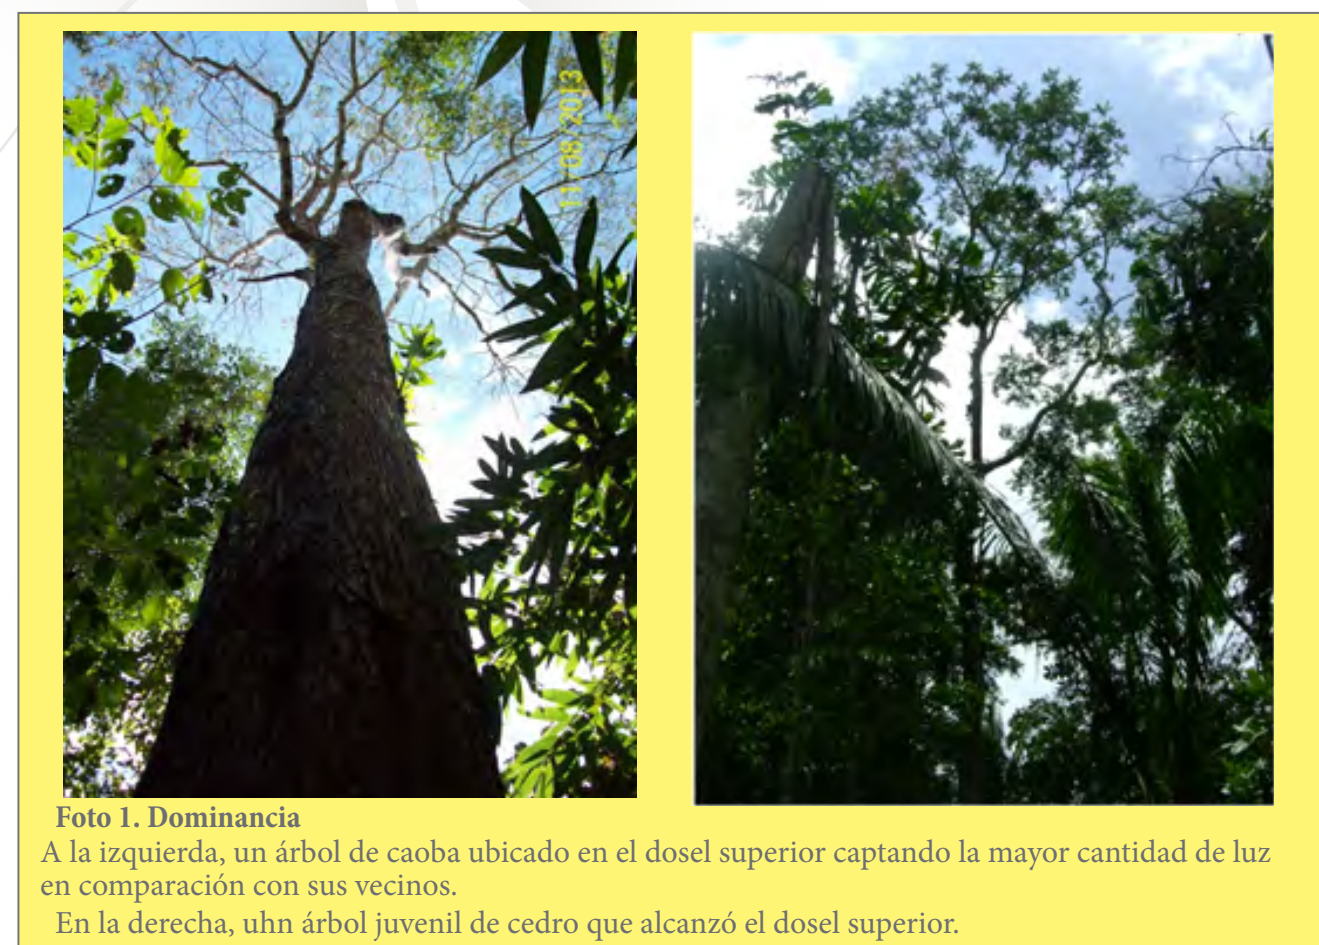 11/08/2013
Foto 1. Dominancia
A la izquierda, un árbol de caoba ubicado en el dosel superior captando la mayor cantidad de luz
en comparación con sus vecinos.
En la derecha, uhn árbol juvenil de cedro que alcanzó el dosel superior.